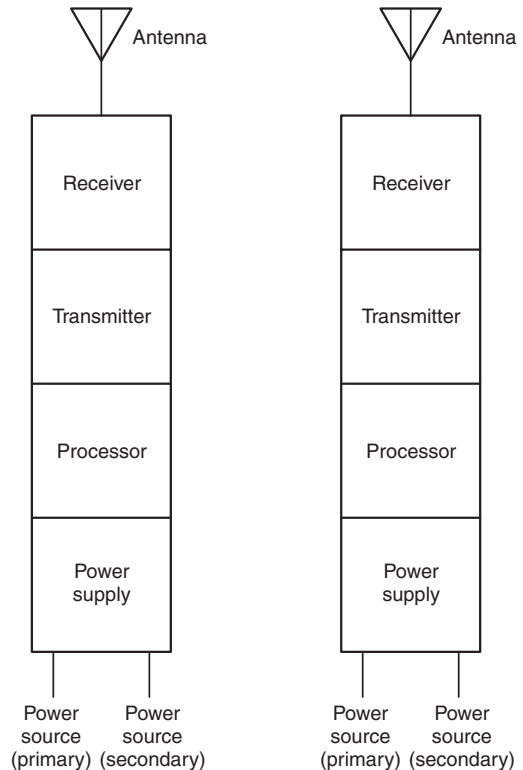 Antenna
Receiver
Transmitter
Processor
Power
supply
Power
source
(primary)
Power
source
(secondary)
Antenna
Receiver
Transmitter
Processor
Power
supply
Power
source
(primary)
Power
source
(secondary)